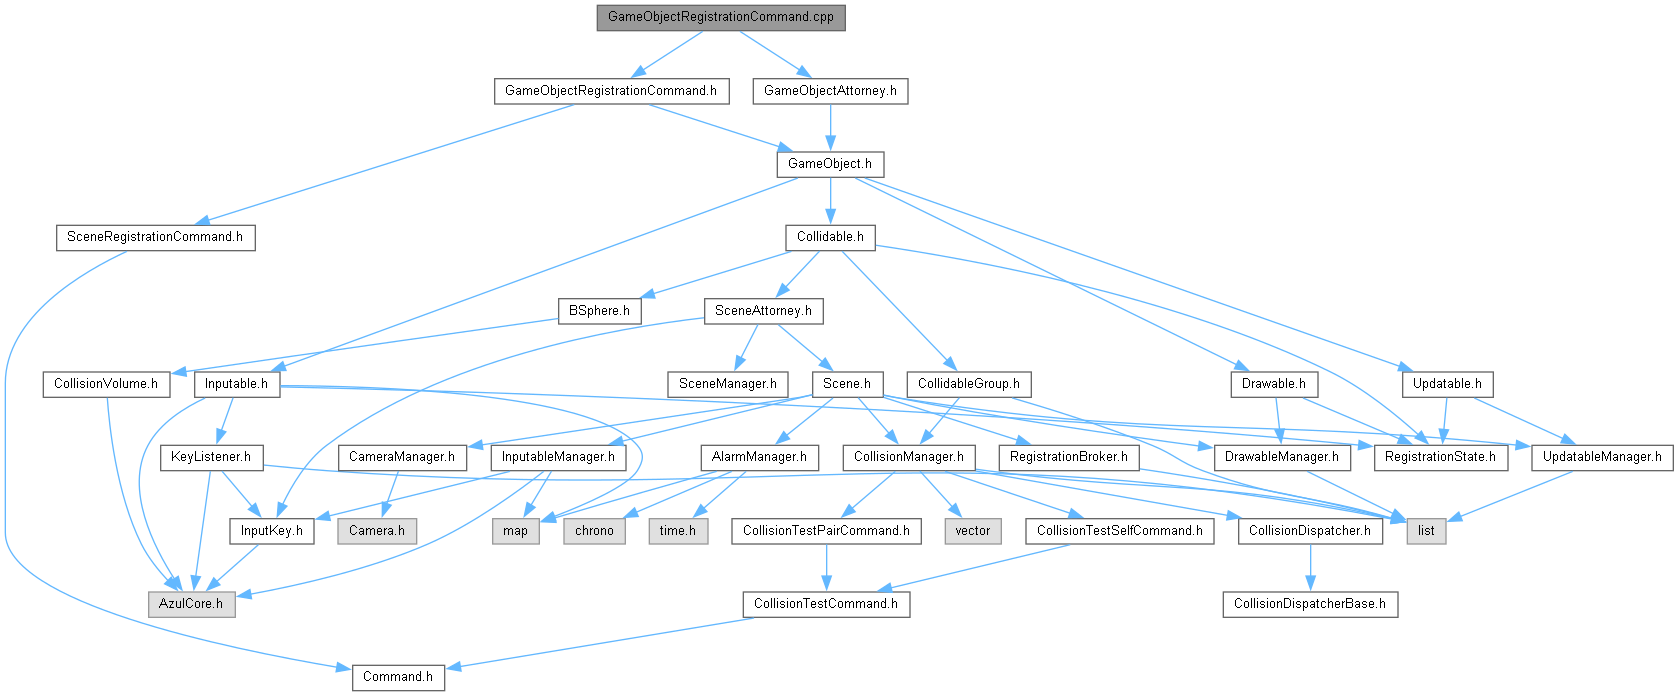 GameObjectRegistrationCommand.cpp
GameObjectRegistrationCommand.h
GameObjectAttorney.h
GameObject.h
SceneRegistrationCommand.h
Collidable.h
BSphere.h
SceneAttorney.h
CollisionVolume.h
Inputable.h
SceneManager.h
Scene.h
CollidableGroup.h
Drawable.h
Updatable.h
KeyListener.h
CameraManager.h
InputableManager.h
AlarmManager.h
CollisionManager.h
RegistrationBroker.h
DrawableManager.h
RegistrationState.h
UpdatableManager.h
InputKey.h
Camera.h
map
chrono
time.h
CollisionTestPairCommand.h
vector
CollisionTestSelfCommand.h
CollisionDispatcher.h
list
AzulCore.h
CollisionTestCommand.h
CollisionDispatcherBase.h
Command.h